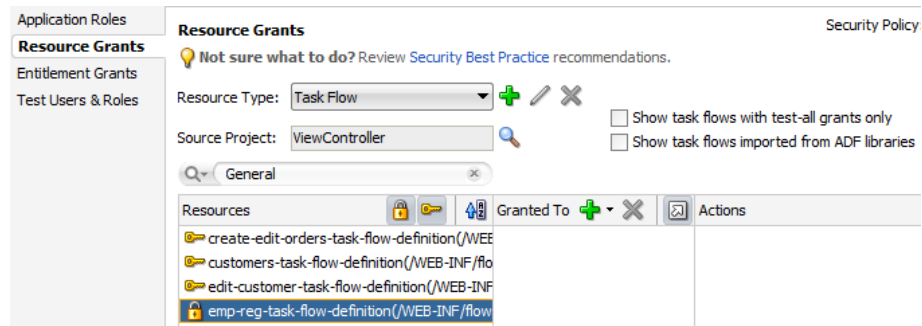 Application Roles
Resource Grants
Entitlement Grants
Test Users & Roles
Resource Grants
Security Policy:
Not sure what to do? Review Security Best Practice recommendations.
Resource Type: Task Flow
Show task flows with test-all grants only
Source Project: ViewController
Show task flows imported from ADF libraries
General
Resources Granted To Actions
create-edit-orders-task-flow-definition(/WEE
customers-task-flow-definition(/WEB-INF/flo
edit-customer-task-flow-definition(/WEB-INF
emp-reg-task-flow-definition(/WEB-INF/flow